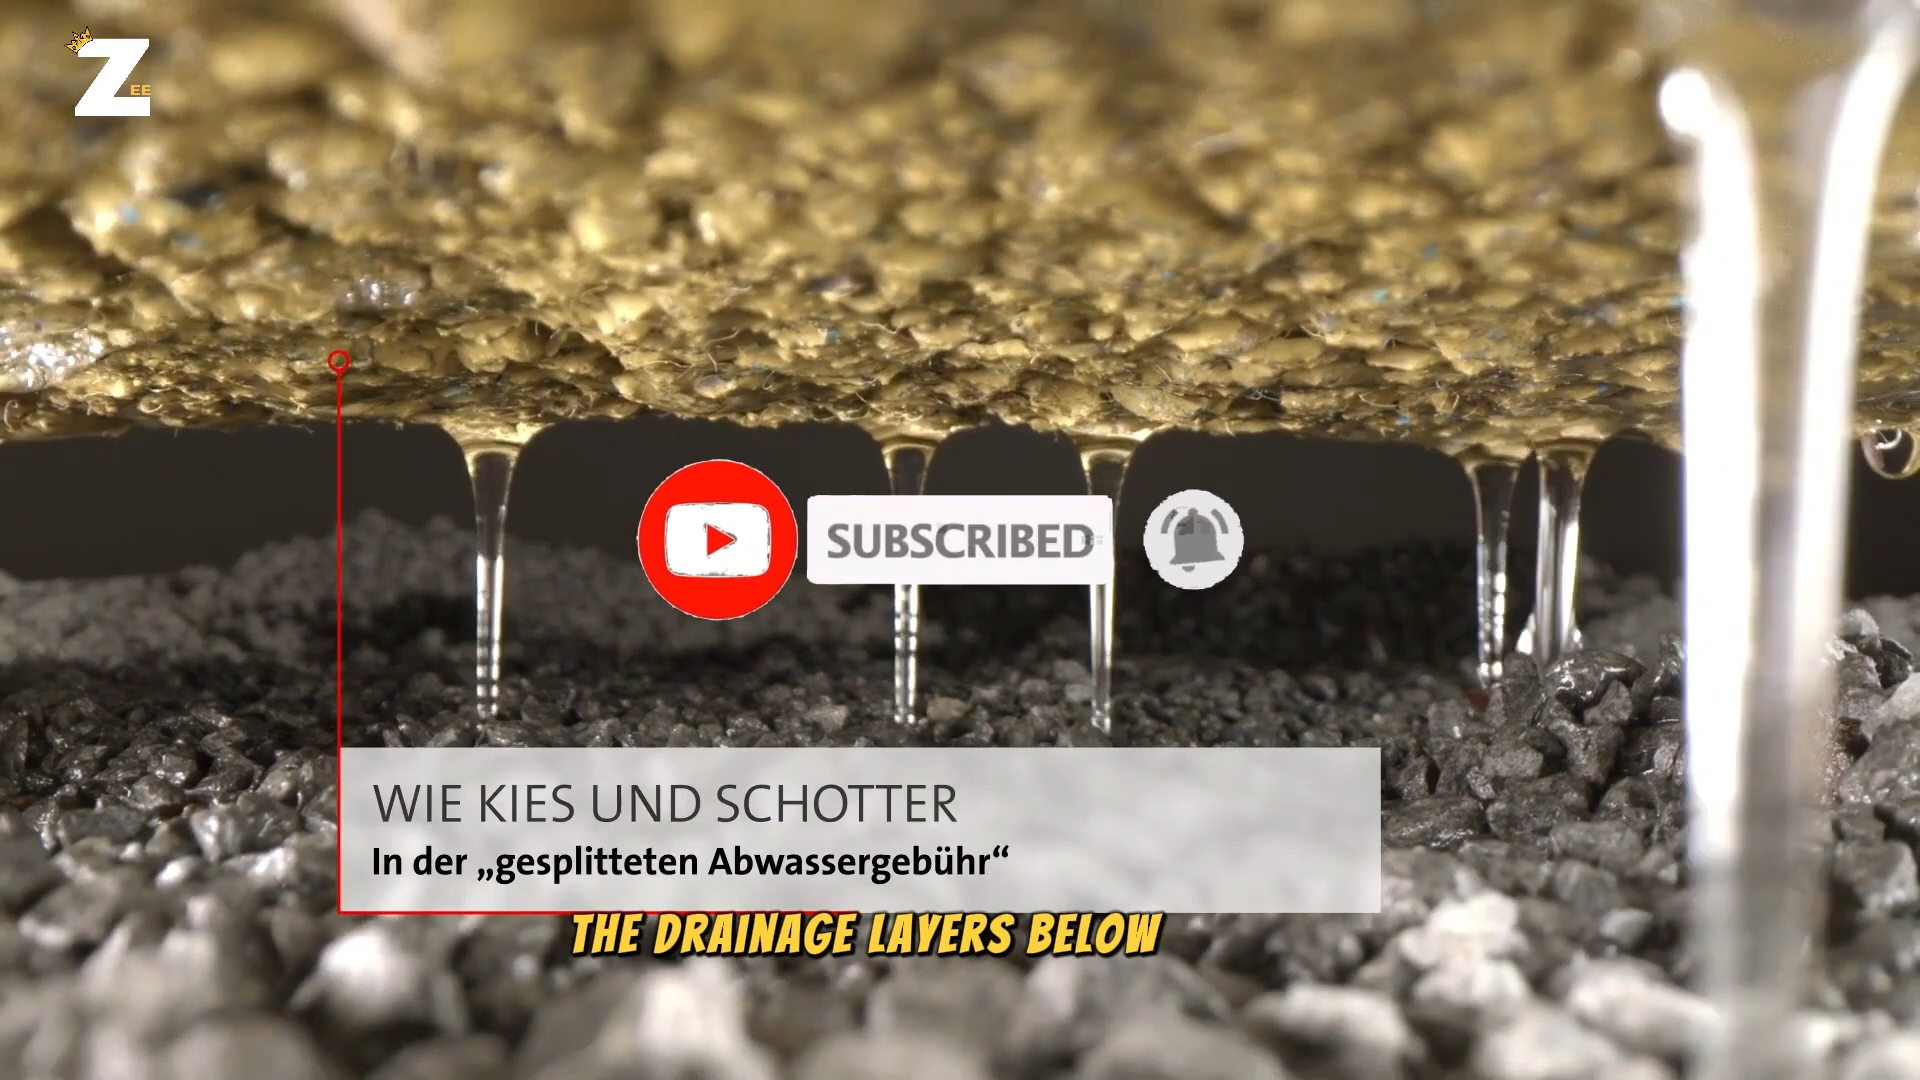 Z
EE
SUBSCRIBED
WIE KIES UND SCHOTTER
In der „gesplitteten Abwassergebühr“
THE DRAINAGE LAYERS BELOW